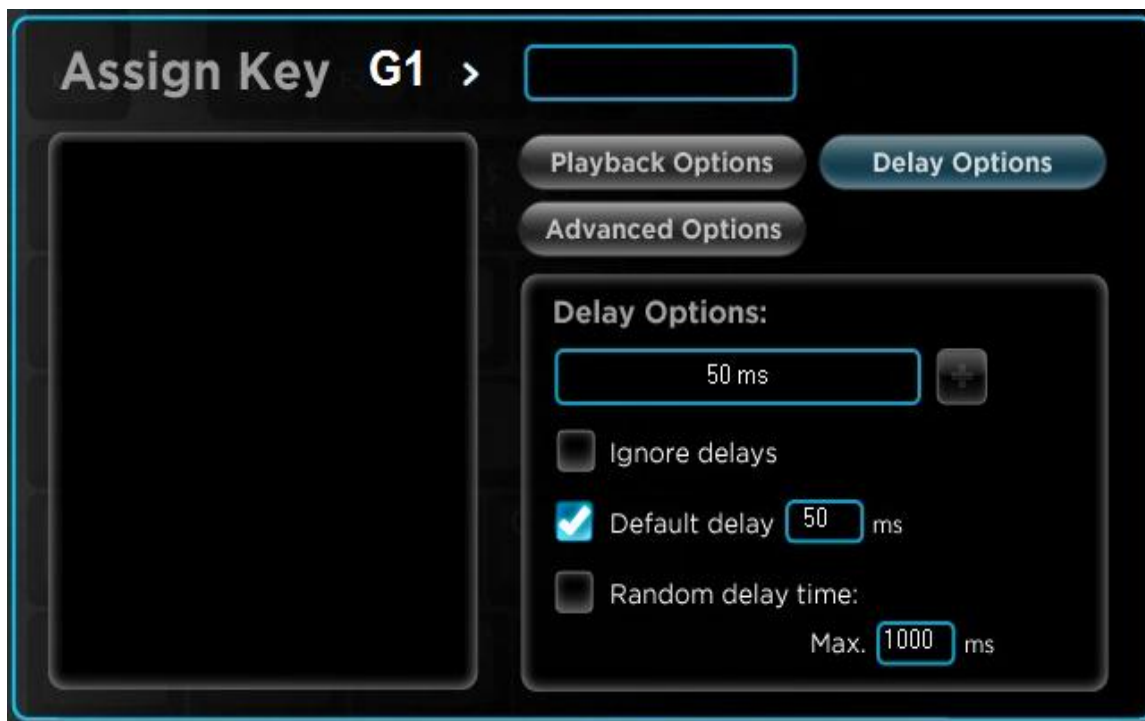 Assign Key G1 >
Playback Options Delay Options
Advanced Options
Delay Options:
50 ms +
Ignore delays
Default delay 50 ms
Random delay time:
Max. 1000 ms